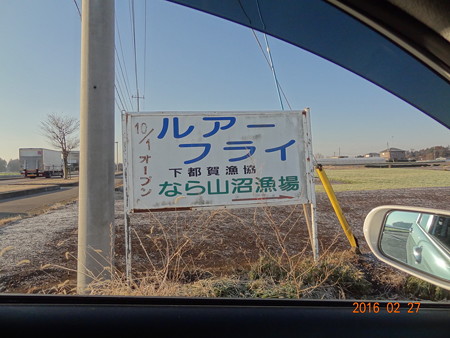 10/1オープン
ルアー
フライ
下都賀漁協
なら山沼漁場
2016 02 27